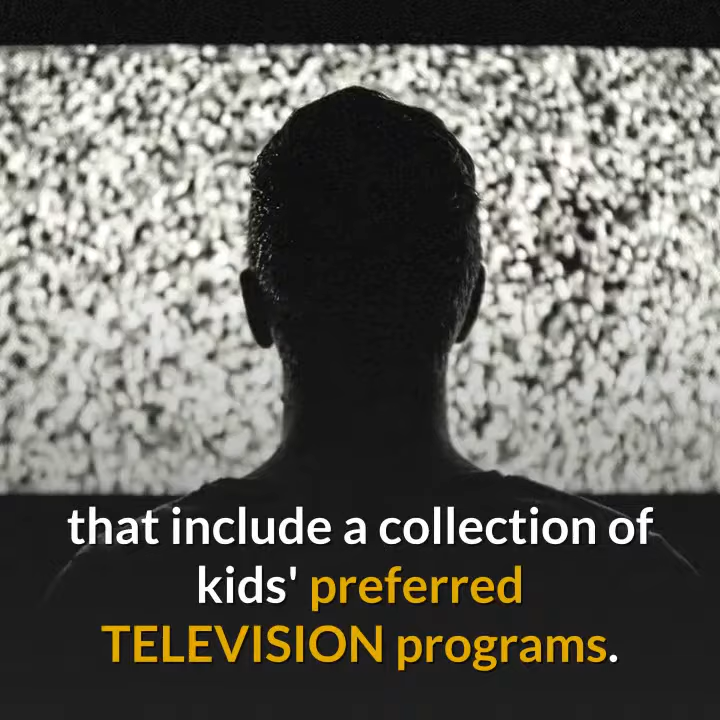 that include a collection of
kids' preferred
TELEVISION programs.